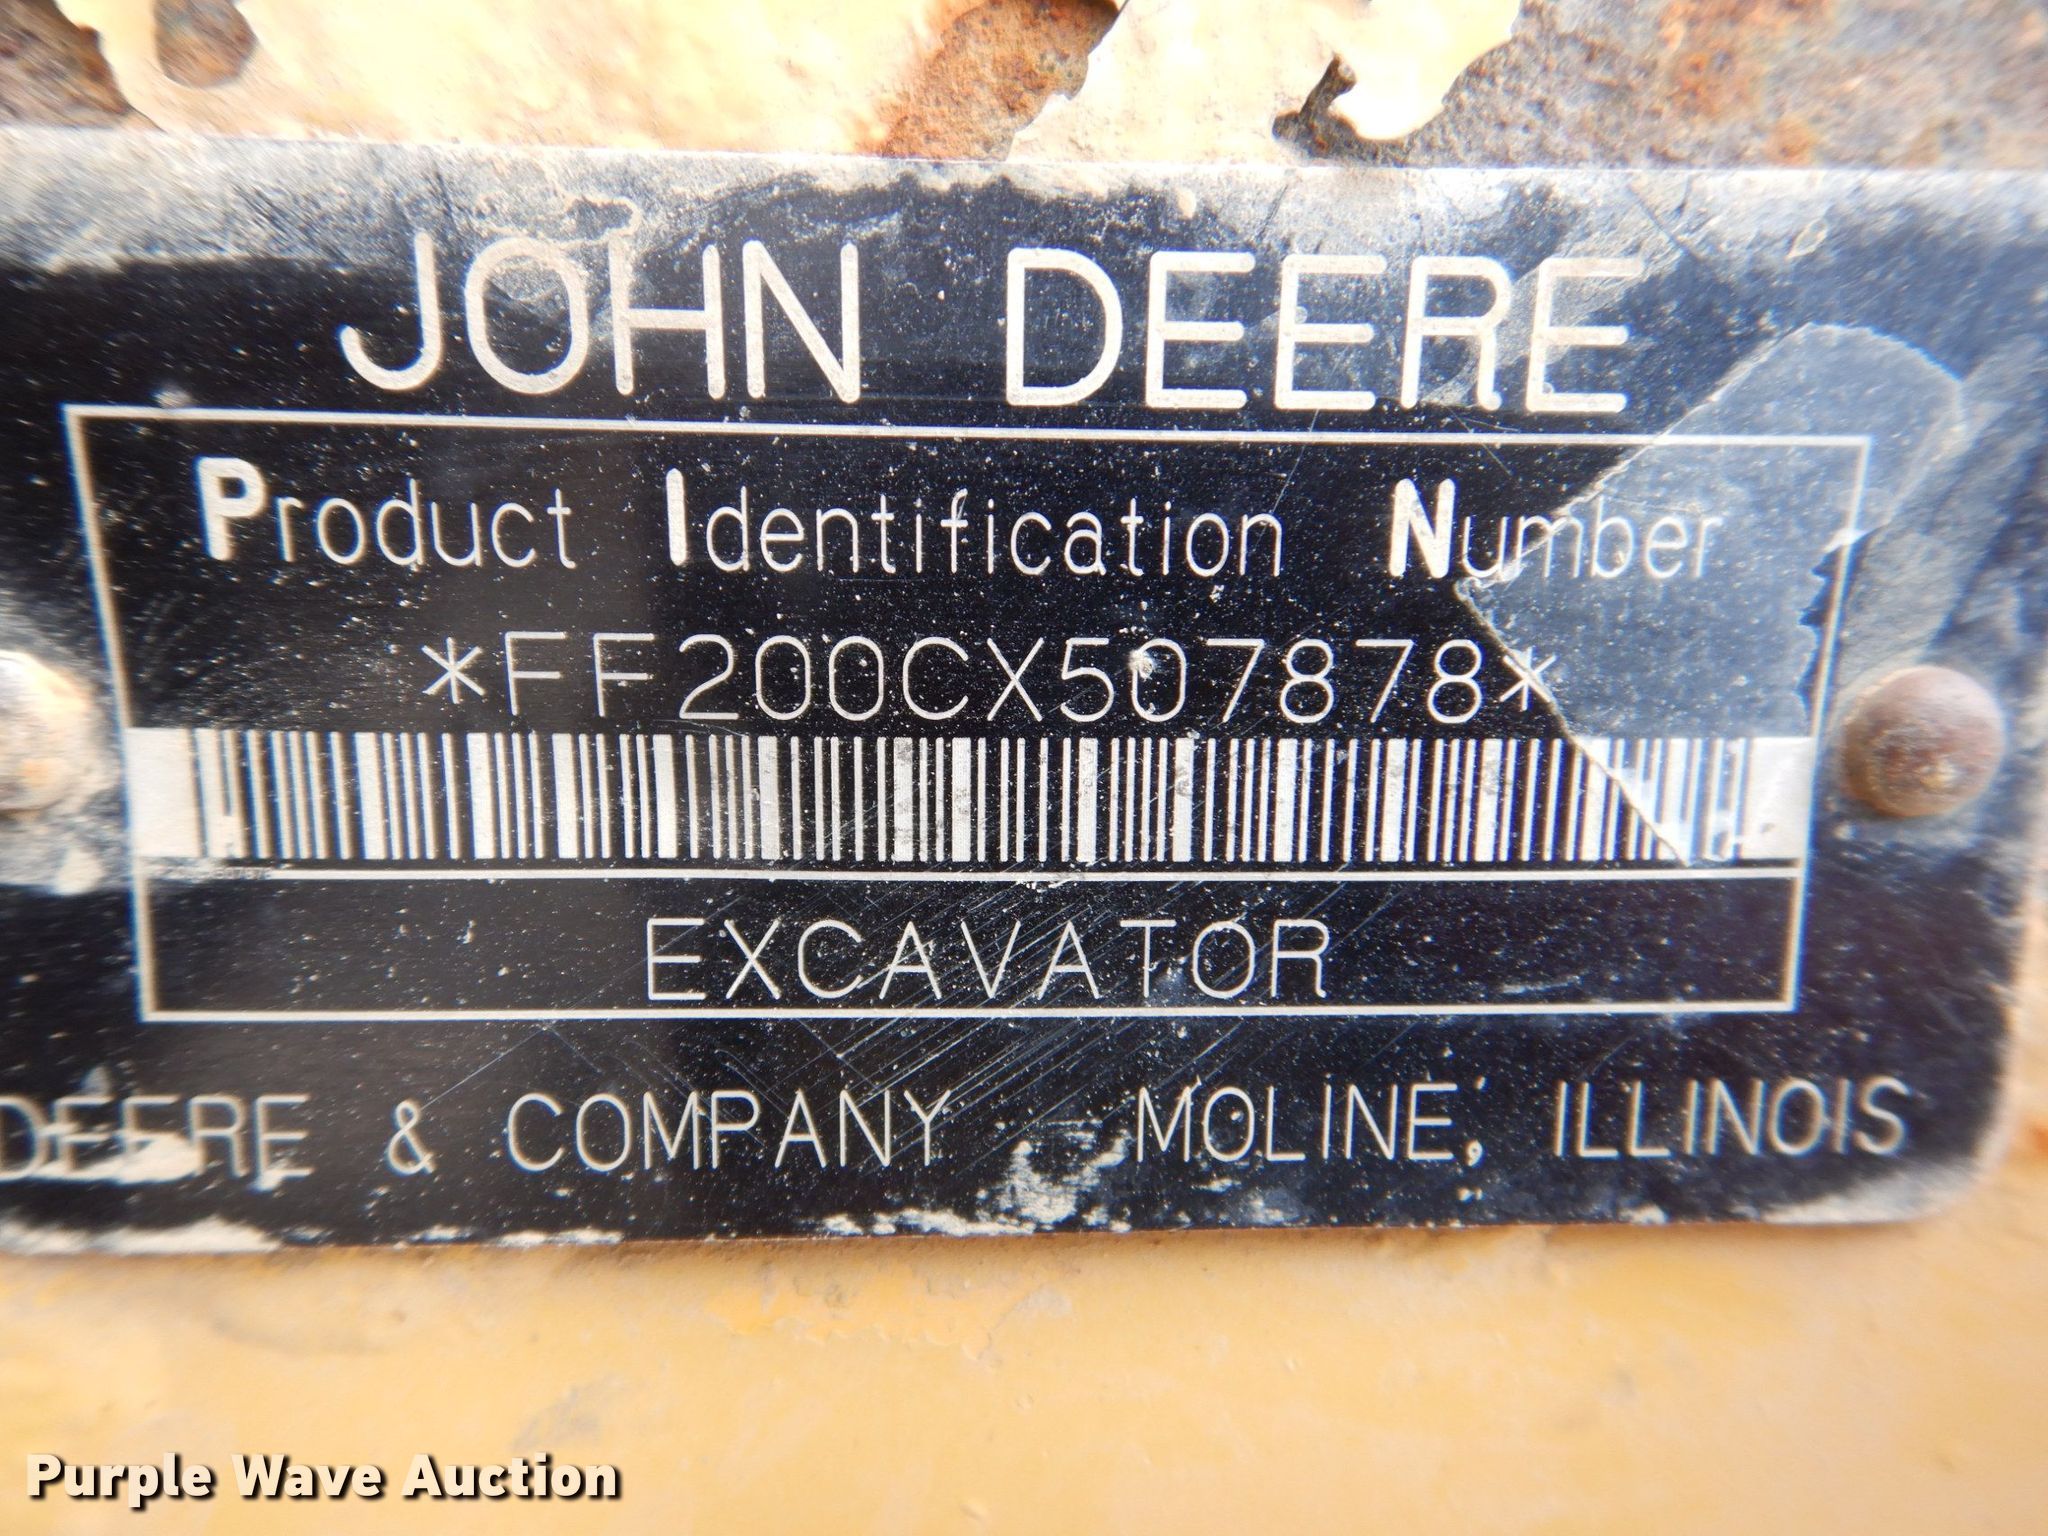 JOHN DEERE
Product Identification Number
*FF200CX507878*
EXCAVATOR
DEERE & COMPANY MOLINE, ILLINOIS
Purple Wave Auction